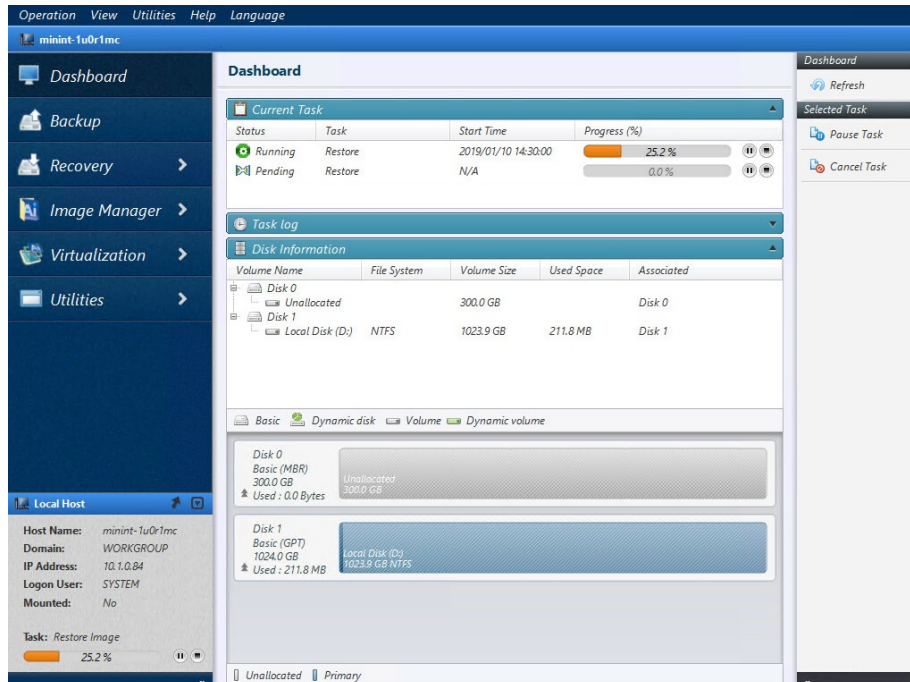 Operation View Utilities Help Language
minint-1u0r1mc
Dashboard
Backup
Recovery
Image Manager
Virtualization
Utilities
Local Host
Host Name: minint-1u0r1mc
Domain: WORKGROUP
IP Address: 10.1.0.84
Logon User: SYSTEM
Mounted: No
Task: Restore Image
25.2 %
Dashboard
Current Task
Status Task Start Time Progress (%)
Running Restore 2019/01/10 14:30:00 25.2 %
Pending Restore N/A 0.0 %
Task log
Disk Information
Volume Name File System Volume Size Used Space Associated
Disk 0
Unallocated 300.0 GB Disk 0
Disk 1
Local Disk (D:) NTFS 1023.9 GB 211.8 MB Disk 1
Basic Dynamic disk Volume Dynamic volume
Disk 0
Basic (MBR)
300.0 GB
Used : 0.0 Bytes
Unallocated
300.0 GB
Disk 1
Basic (GPT)
1024.0 GB
Used : 211.8 MB
Local Disk (D:)
1023.9 GB NTFS
Unallocated Primary
Dashboard
Refresh
Selected Task
Pause Task
Cancel Task